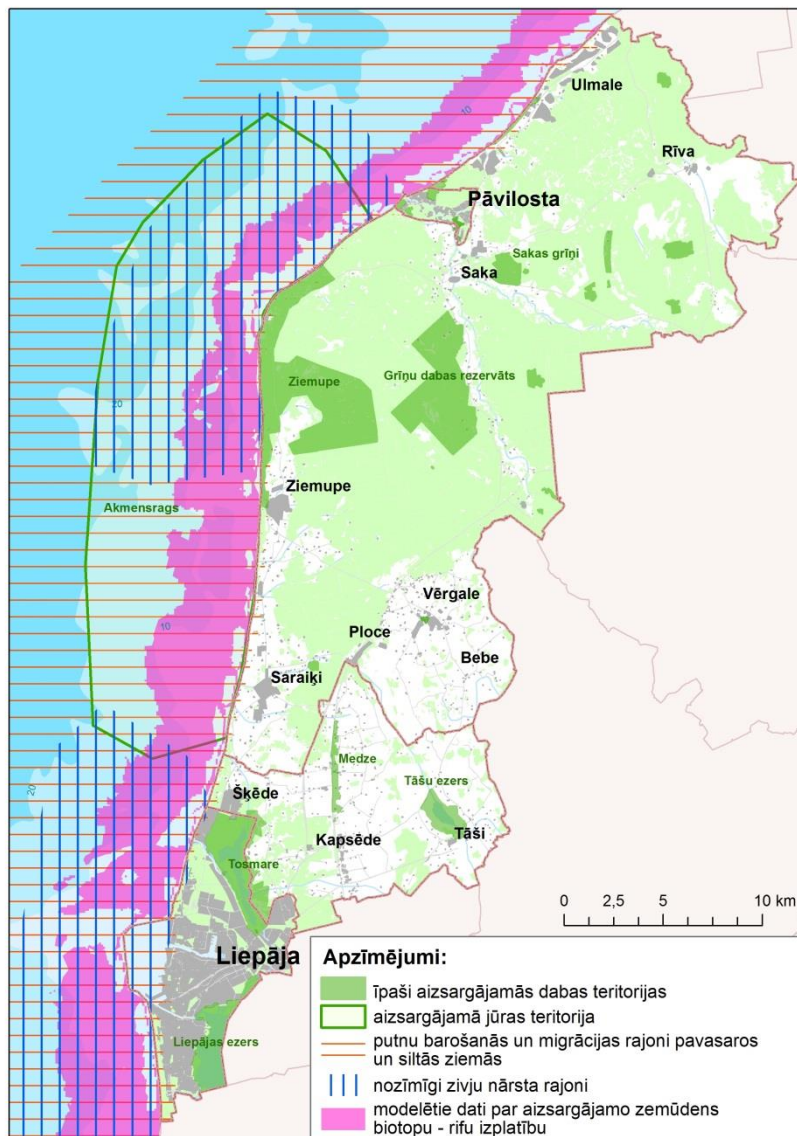 Ulmale
10
Rīva
Pāvilosta
Sakas grīņi
Saka
Ziemupe
Grīņu dabas rezervāts
20
Ziemupe
Akmensrags
Vērgale
10
Ploce
Bebe
Saraiķi
Medze
Tāšu ezers
20
Šķēde
Kapsēde
Tāši
Tosmare
0 2,5 5 10 km
Liepāja
Apzīmējumi:
īpaši aizsargājamās dabas teritorijas
aizsargājamā jūras teritorija
Liepājas ezers
putnu barošanās un migrācijas rajoni pavasaros
un siltās ziemās
nozīmīgi zivju nārsta rajoni
modelētie dati par aizsargājamo zemūdens
biotopu - rifu izplatību